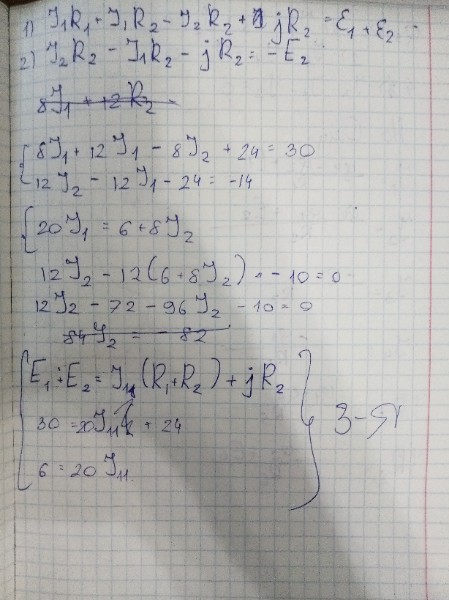 1) J₁R₁ + J₁R₂ - J₂R₂ + jR₂ = Ɛ₁ + Ɛ₂
2) J₂R₂ - J₁R₂ - jR₂ = -E₂
8J₁ + 12R₂ =
8J₁ + 12J₁ - 8J₂ + 24 = 30
12J₂ - 12J₁ - 24 = -14
20J₁ = 6 + 8J₂
12J₂ - 12(6 + 8J₂) - 10 = 0
12J₂ - 72 - 96J₂ - 10 = 0
84J₂ = - 82
E₁ + E₂ = J₁₁(R₁ + R₂) + jR₂
30 = 20J₁₁ + 24
6 = 20J₁₁
З-Я